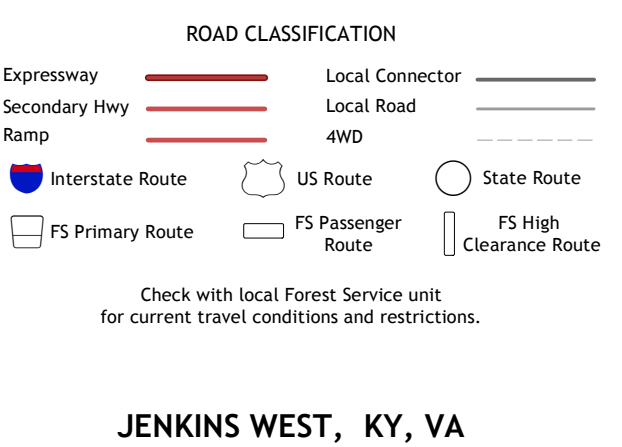 ROAD CLASSIFICATION
Expressway
Local Connector
Secondary Hwy
Local Road
Ramp
4WD
Interstate Route
US Route
State Route
FS Primary Route
FS Passenger
Route
FS High
Clearance Route
Check with local Forest Service unit
for current travel conditions and restrictions.
JENKINS WEST, KY, VA